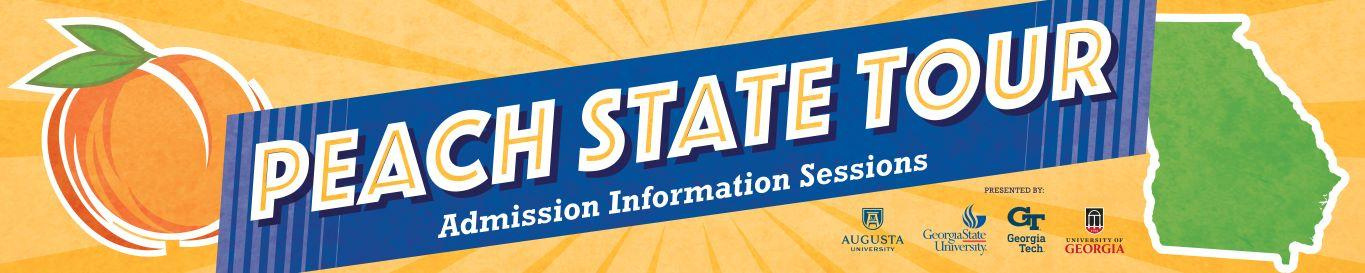 PEACH STATE TOUR
Admission Information Sessions
PRESENTED BY:
AUGUSTA
UNIVERSITY
GeorgiaState
University.
GT
Georgia
Tech
UNIVERSITY OF
GEORGIA